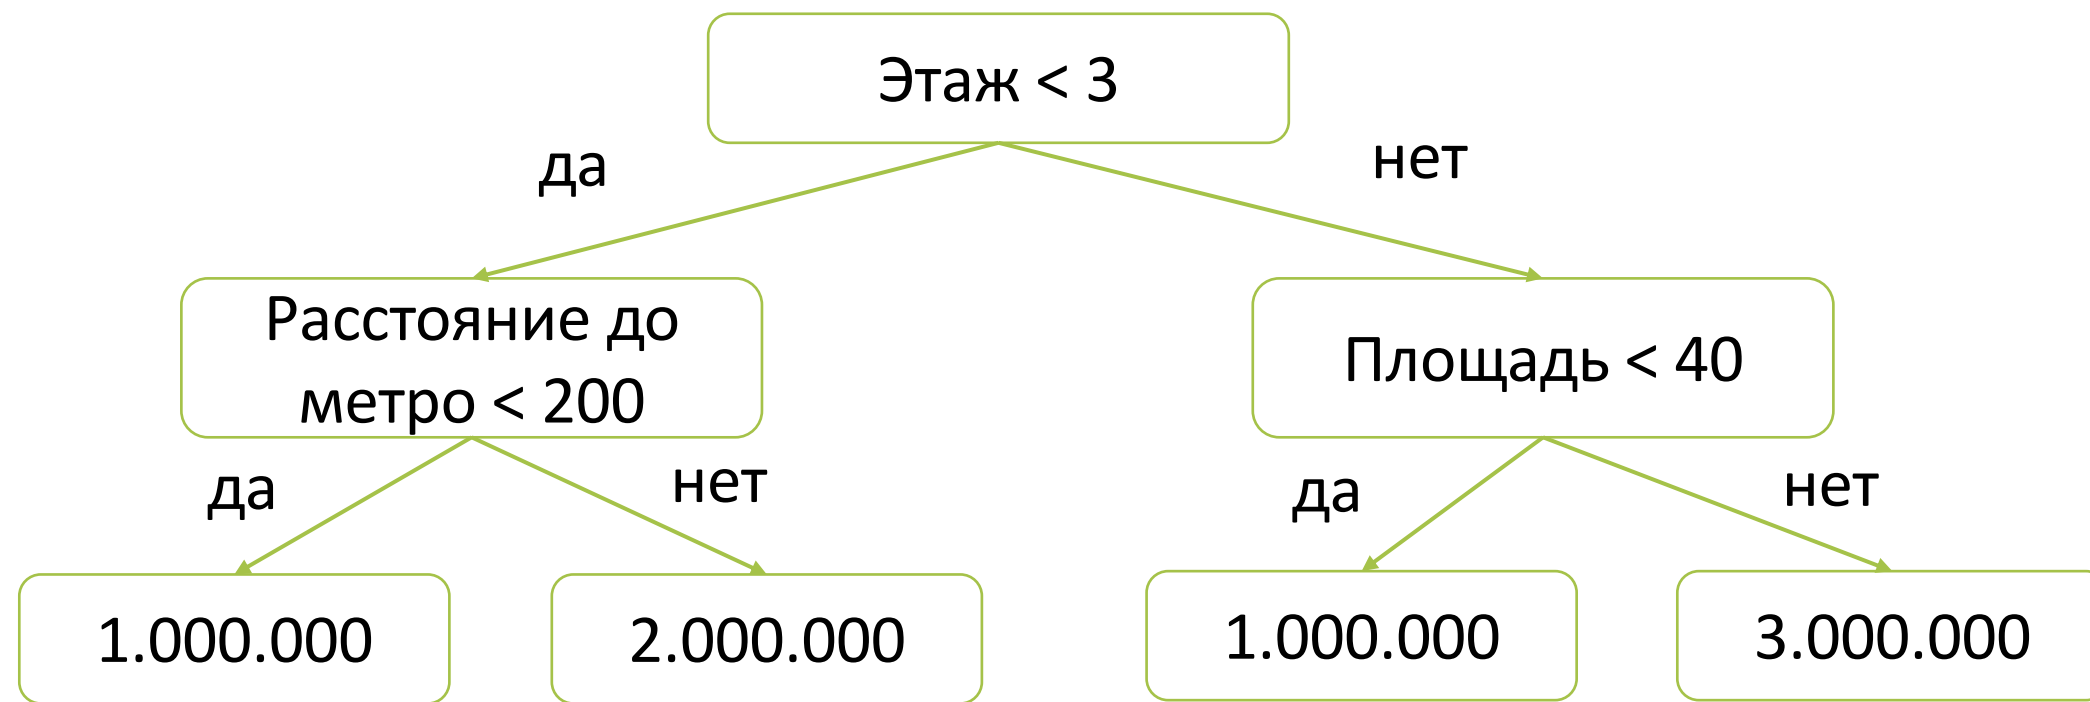 Этаж < 3
да
нет
Расстояние до
метро < 200
Площадь < 40
да
нет
да
нет
1.000.000
2.000.000
1.000.000
3.000.000